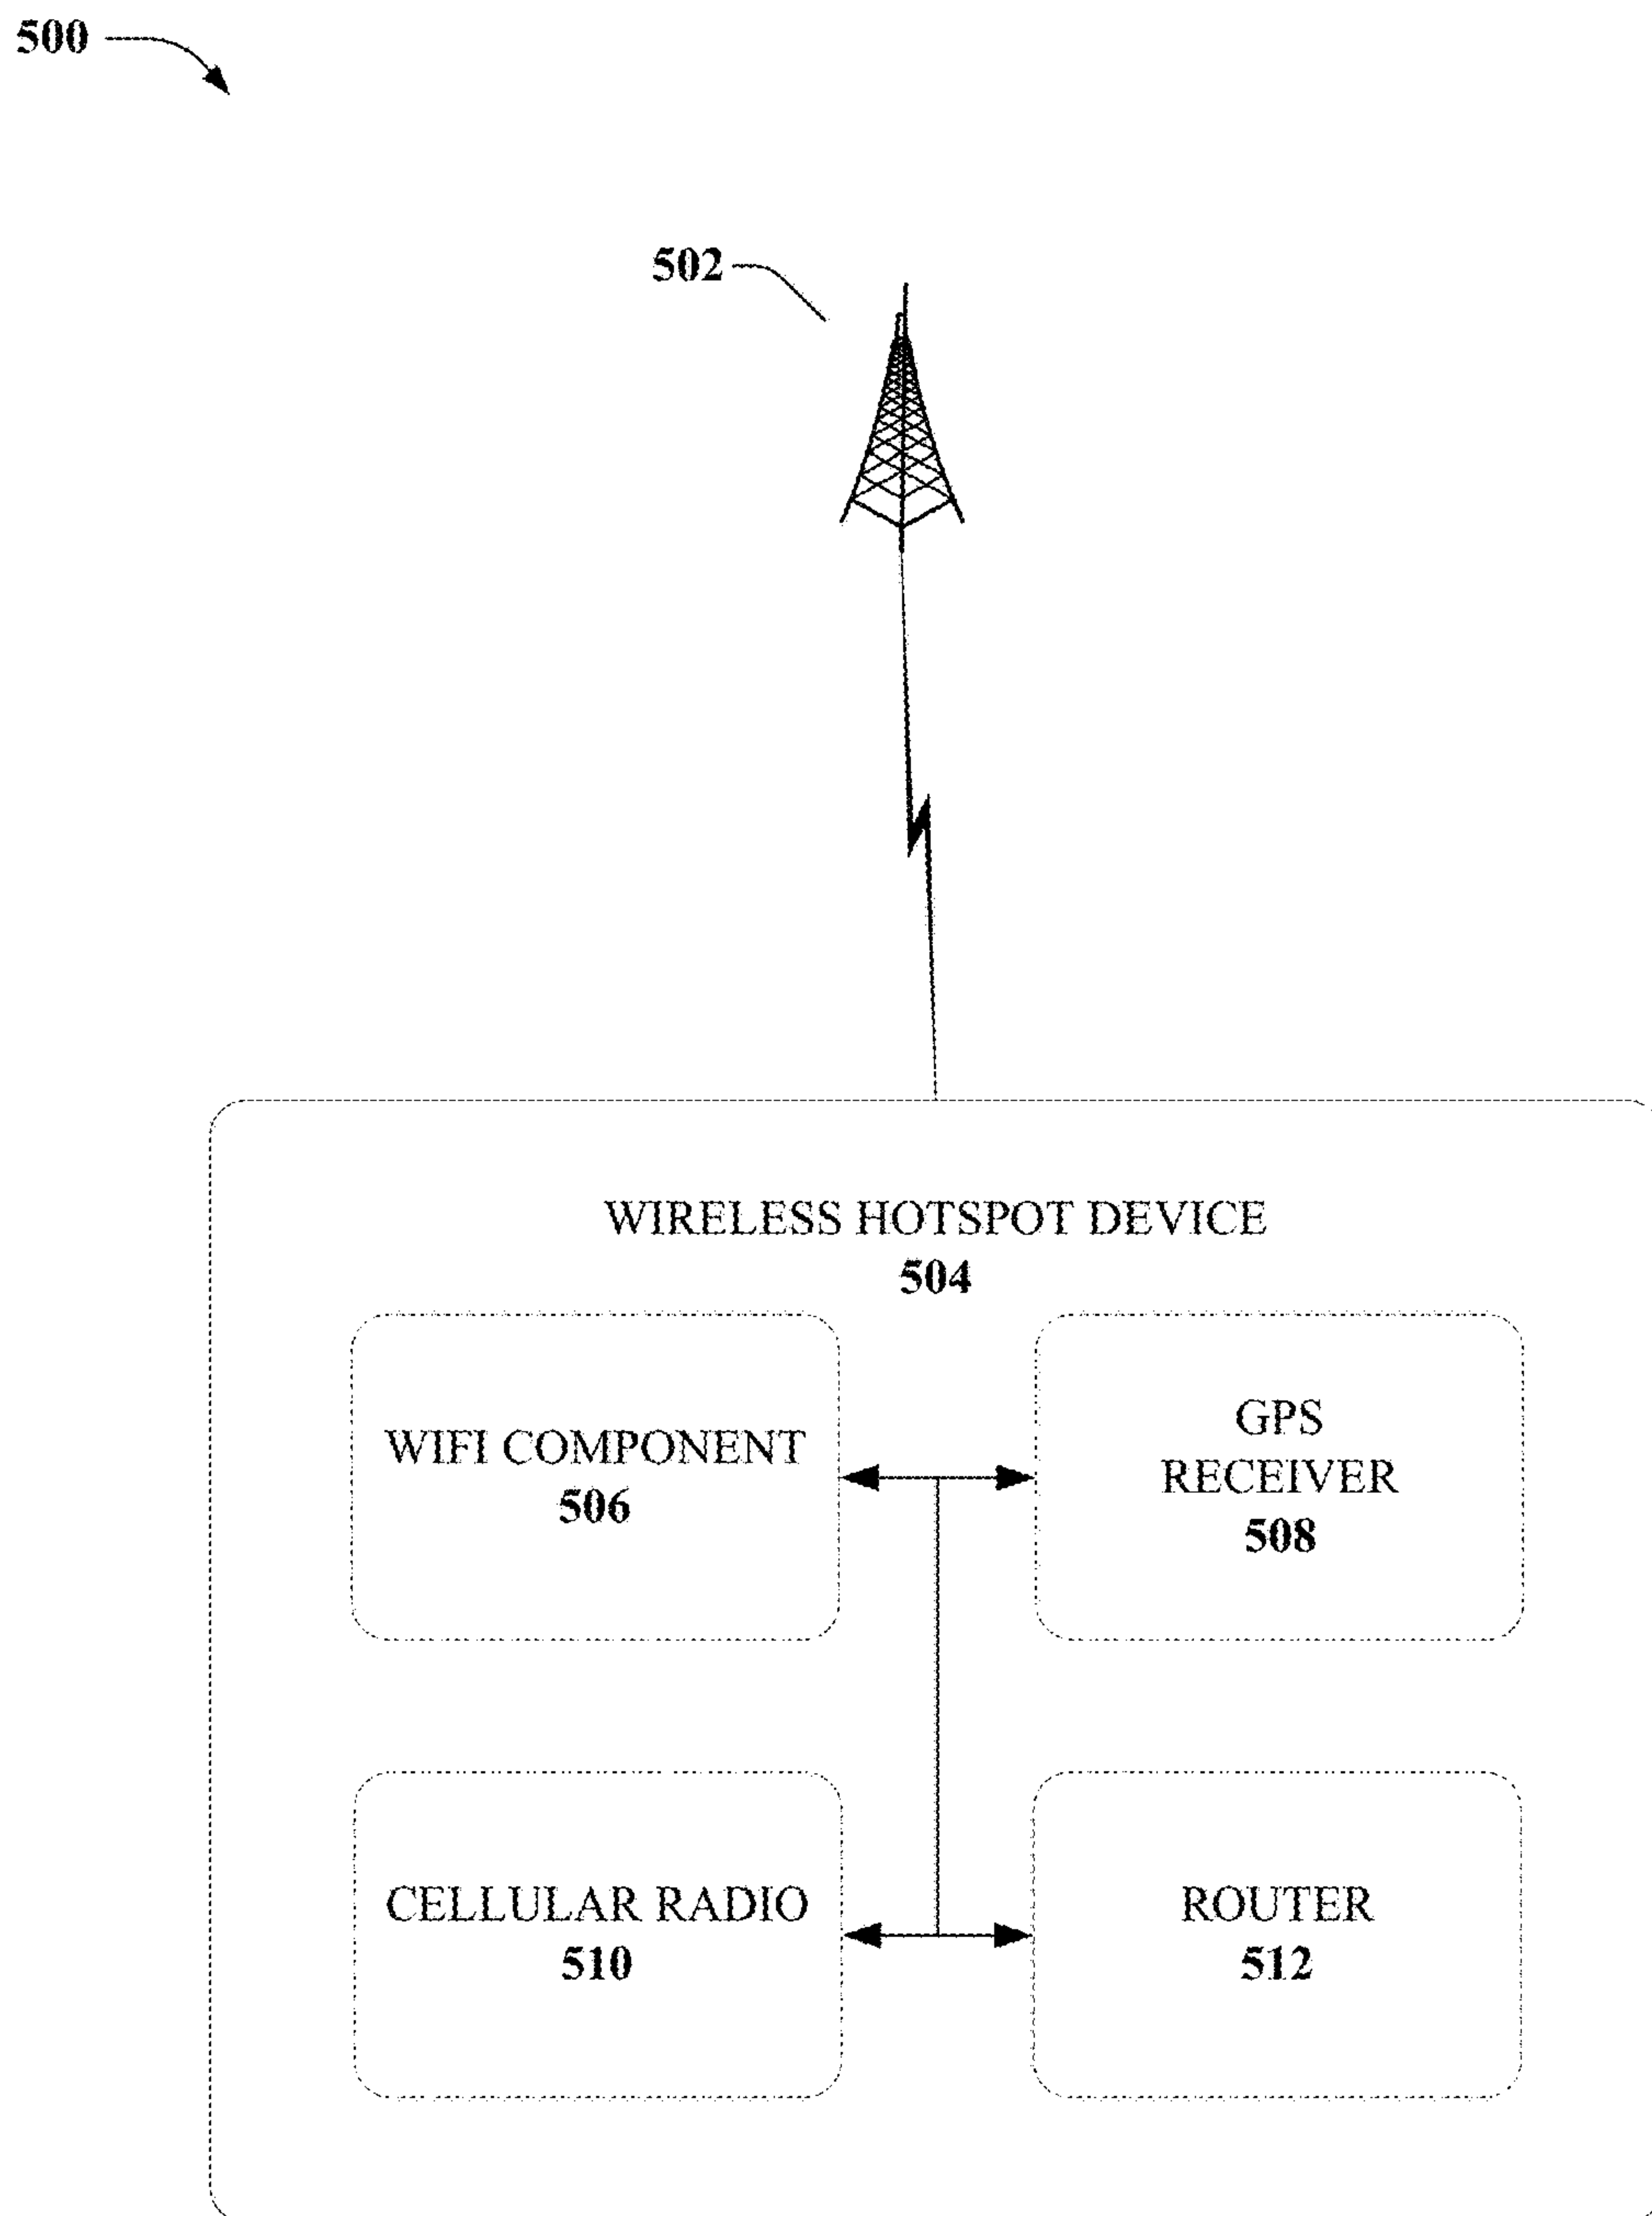 500
502
WIRELESS HOTSPOT DEVICE
504
WIFI COMPONENT
506
GPS
RECEIVER
508
CELLULAR RADIO
510
ROUTER
512